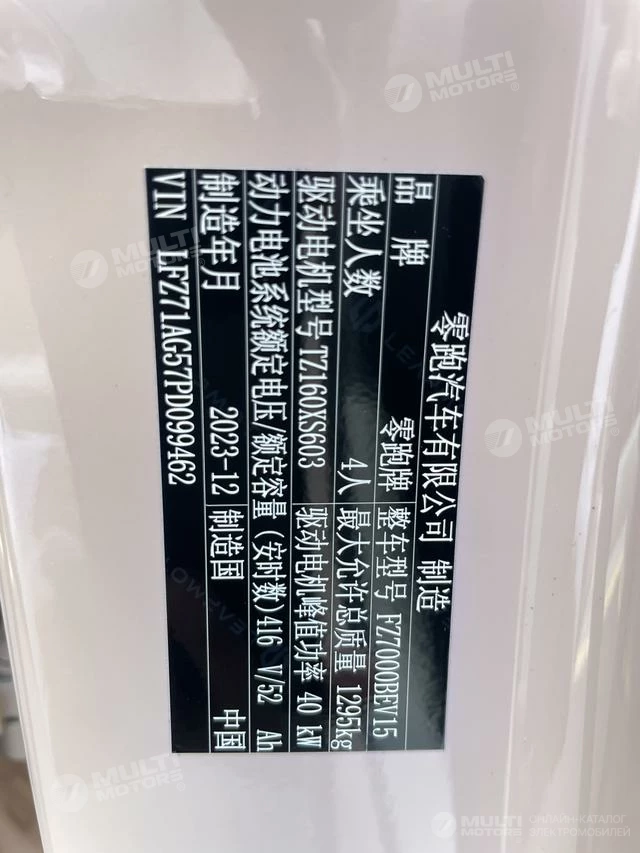 零跑汽车有限公司 制造
品 牌 零跑牌 整车型号 FZ7000BEV15
乘坐人数 4人 最大允许总质量 1295kg
驱动电机型号 TZ160XS603 驱动电机峰值功率 40 kW
动力电池系统额定电压/额定容量（安时数）416 V/52 Ah
制造年月 2023-12 制造国 中国
VIN LFZ71AG57PD099462
MULTI MOTORS
MULTI MOTORS
MULTI MOTORS
MULTI MOTORS
MULTI MOTORS ОНЛАЙН-КАТАЛОГ ЭЛЕКТРОМОБИЛЕЙ